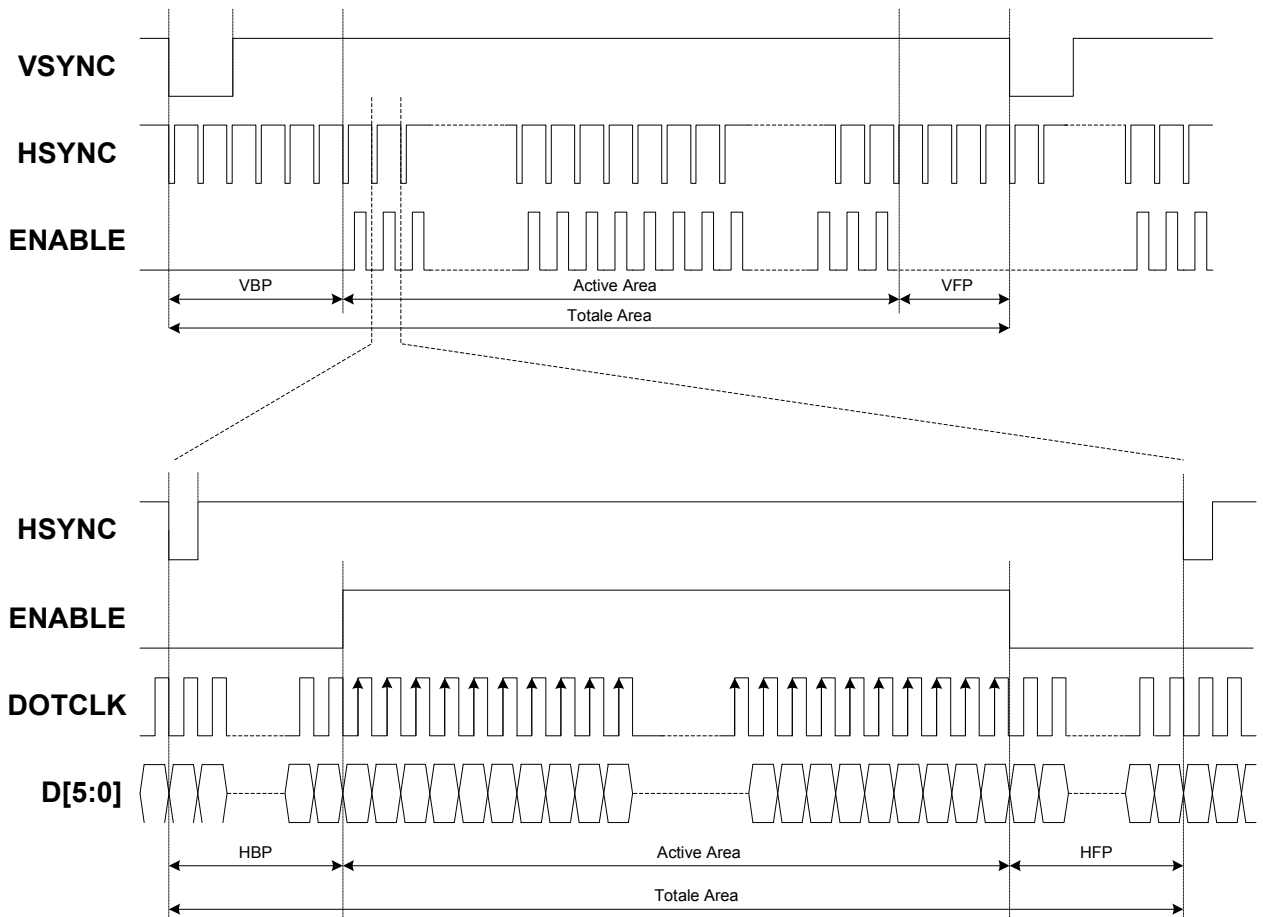 VSYNC
HSYNC
ENABLE
VBP
Active Area
VFP
Totale Area
HSYNC
ENABLE
DOTCLK
D[5:0]
HBP
Active Area
HFP
Totale Area